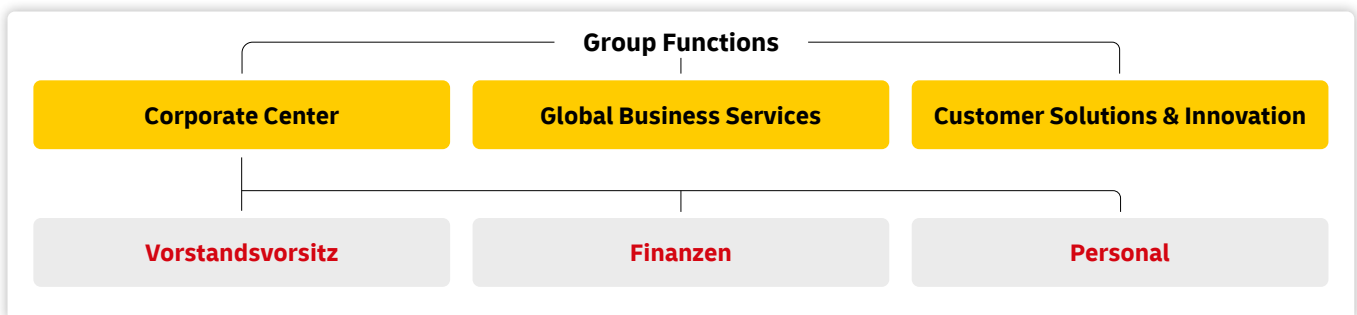 Group Functions
Corporate Center
Global Business Services
Customer Solutions & Innovation
Vorstandsvorsitz
Finanzen
Personal